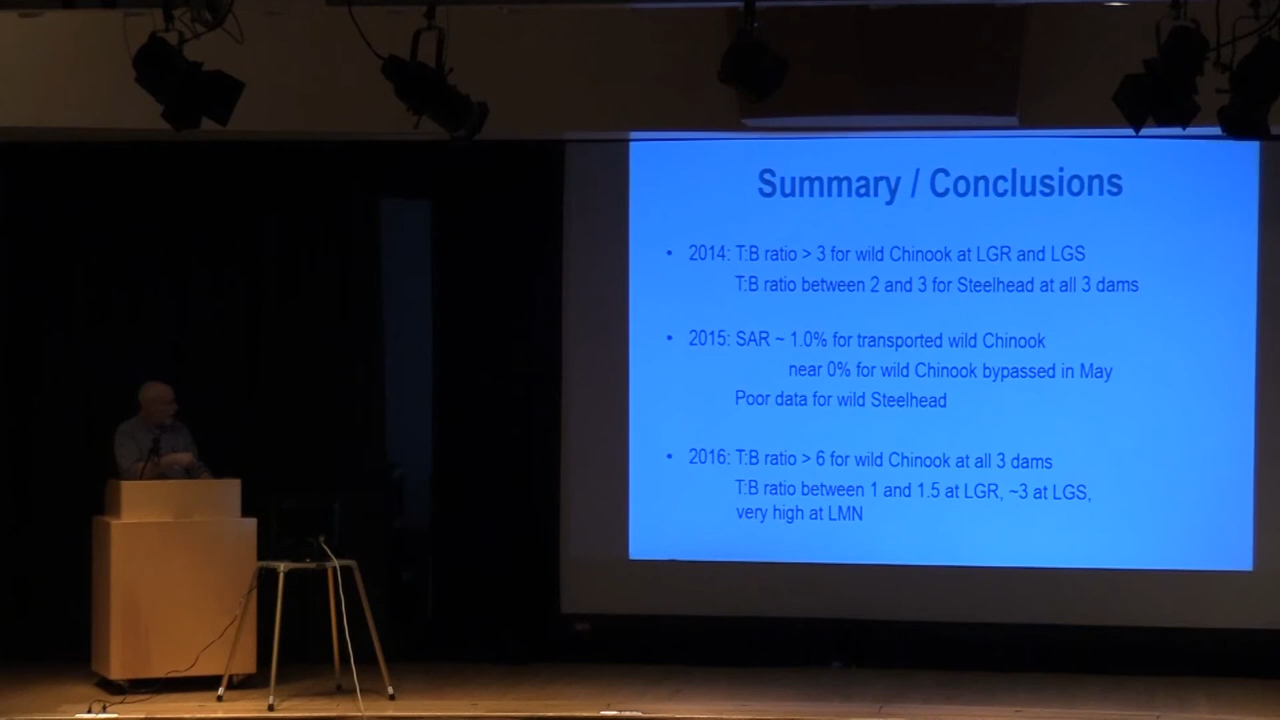 Summary / Conclusions
• 2014: T:B ratio > 3 for wild Chinook at LGR and LGS
T:B ratio between 2 and 3 for Steelhead at all 3 dams
• 2015: SAR ~ 1.0% for transported wild Chinook
near 0% for wild Chinook bypassed in May
Poor data for wild Steelhead
• 2016: T:B ratio > 6 for wild Chinook at all 3 dams
T:B ratio between 1 and 1.5 at LGR, ~3 at LGS,
very high at LMN